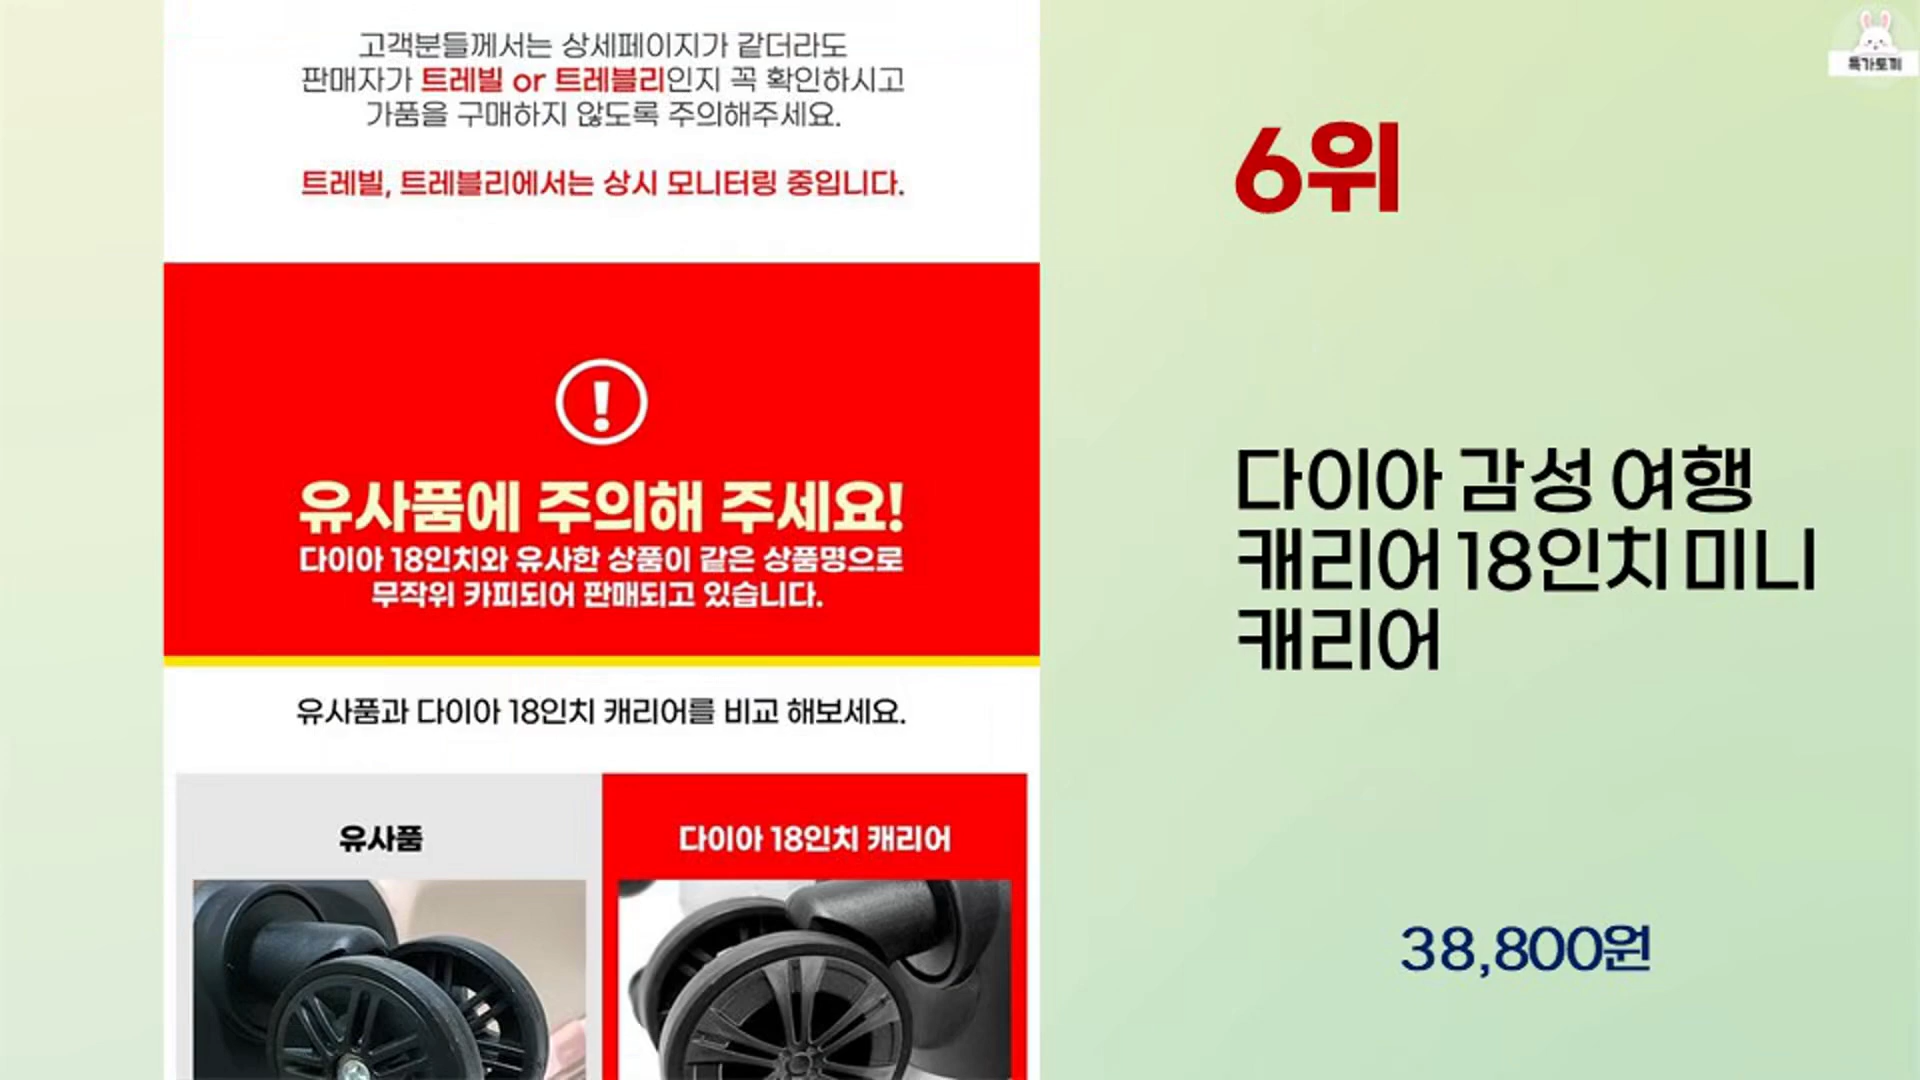 고객분들께서는 상세페이지가 같더라도
판매자가 트레빌 or 트레블리인지 꼭 확인하시고
가품을 구매하지 않도록 주의해주세요.
트레빌, 트레블리에서는 상시 모니터링 중입니다.
유사품에 주의해 주세요!
다이아 18인치와 유사한 상품이 같은 상품명으로
무작위 카피되어 판매되고 있습니다.
유사품과 다이아 18인치 캐리어를 비교 해보세요.
유사품
다이아 18인치 캐리어
특가토끼
6위
다이아 감성 여행
캐리어 18인치 미니
캐리어
38,800원